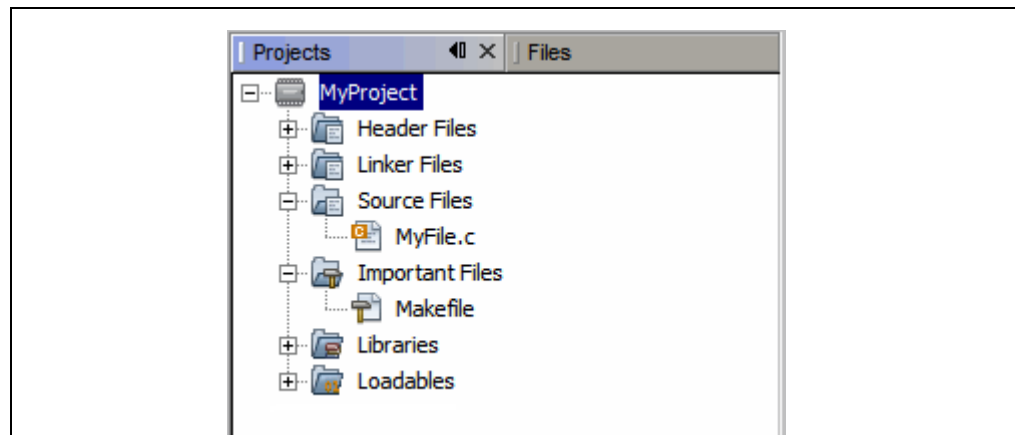 Projects Files
MyProject
Header Files
Linker Files
Source Files
MyFile.c
Important Files
Makefile
Libraries
Loadables